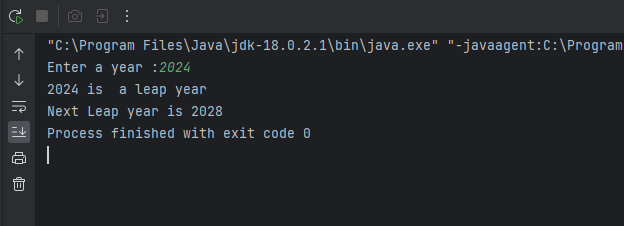 "C:\Program Files\Java\jdk-18.0.2.1\bin\java.exe" "-javaagent:C:\Program
Enter a year :2024
2024 is  a leap year
Next Leap year is 2028
Process finished with exit code 0